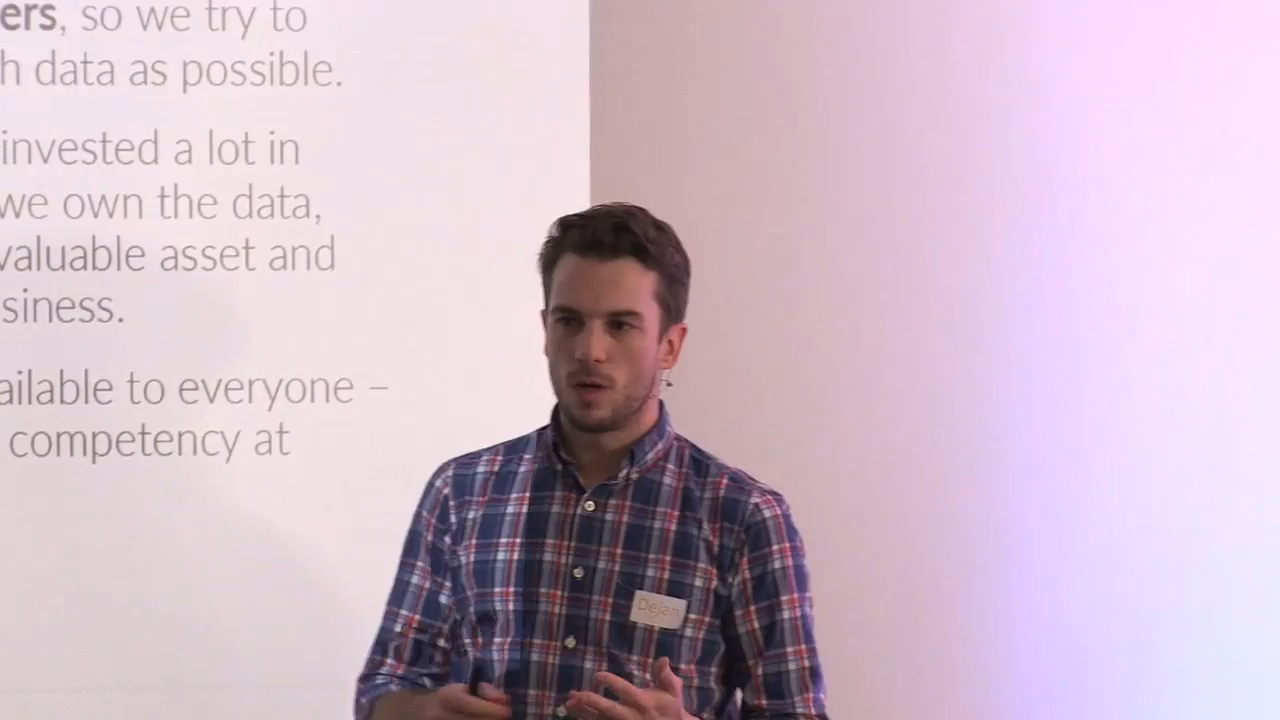 ers, so we try to
h data as possible.
invested a lot in
we own the data,
valuable asset and
siness.
ailable to everyone –
competency at
Dejan